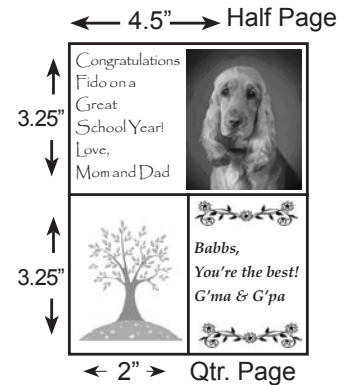 4.5” Half Page
3.25”
Congratulations
Fido on a
Great
School Year!
Love,
Mom and Dad
3.25”
Babbs,
You’re the best!
G’ma & G’pa
2” Qtr. Page